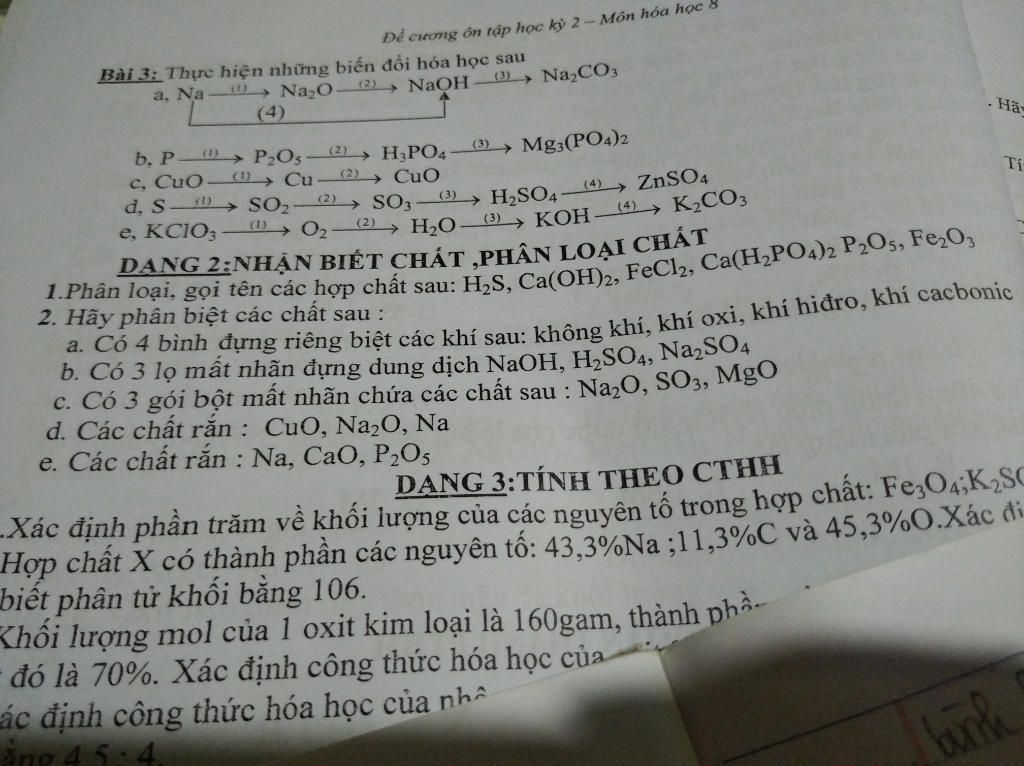 Đề cương ôn tập học kỳ 2 – Môn hóa học 8
Bài 3: Thực hiện những biến đổi hóa học sau
a, Na —(1)→ Na₂O —(2)→ NaOH —(3)→ Na₂CO₃
(4)
b, P —(1)→ P₂O₅ —(2)→ H₃PO₄ —(3)→ Mg₃(PO₄)₂
c, CuO —(1)→ Cu —(2)→ CuO
d, S —(1)→ SO₂ —(2)→ SO₃ —(3)→ H₂SO₄ —(4)→ ZnSO₄
e, KClO₃ —(1)→ O₂ —(2)→ H₂O —(3)→ KOH —(4)→ K₂CO₃
DẠNG 2:NHẬN BIẾT CHẤT ,PHÂN LOẠI CHẤT
1.Phân loại, gọi tên các hợp chất sau: H₂S, Ca(OH)₂, FeCl₂, Ca(H₂PO₄)₂ P₂O₅, Fe₂O₃
2. Hãy phân biệt các chất sau :
a. Có 4 bình đựng riêng biệt các khí sau: không khí, khí oxi, khí hiđro, khí cacbonic
b. Có 3 lọ mất nhãn đựng dung dịch NaOH, H₂SO₄, Na₂SO₄
c. Có 3 gói bột mất nhãn chứa các chất sau : Na₂O, SO₃, MgO
d. Các chất rắn : CuO, Na₂O, Na
e. Các chất rắn : Na, CaO, P₂O₅
DẠNG 3:TÍNH THEO CTHH
.Xác định phần trăm về khối lượng của các nguyên tố trong hợp chất: Fe₃O₄;K₂S
Hợp chất X có thành phần các nguyên tố: 43,3%Na ;11,3%C và 45,3%O.Xác đị
biết phân tử khối bằng 106.
Khối lượng mol của 1 oxit kim loại là 160gam, thành
đó là 70%. Xác định công thức hóa học của
ác định công thức hóa học của
ằng 4,5 : 4.
Hãy
Tí
bình